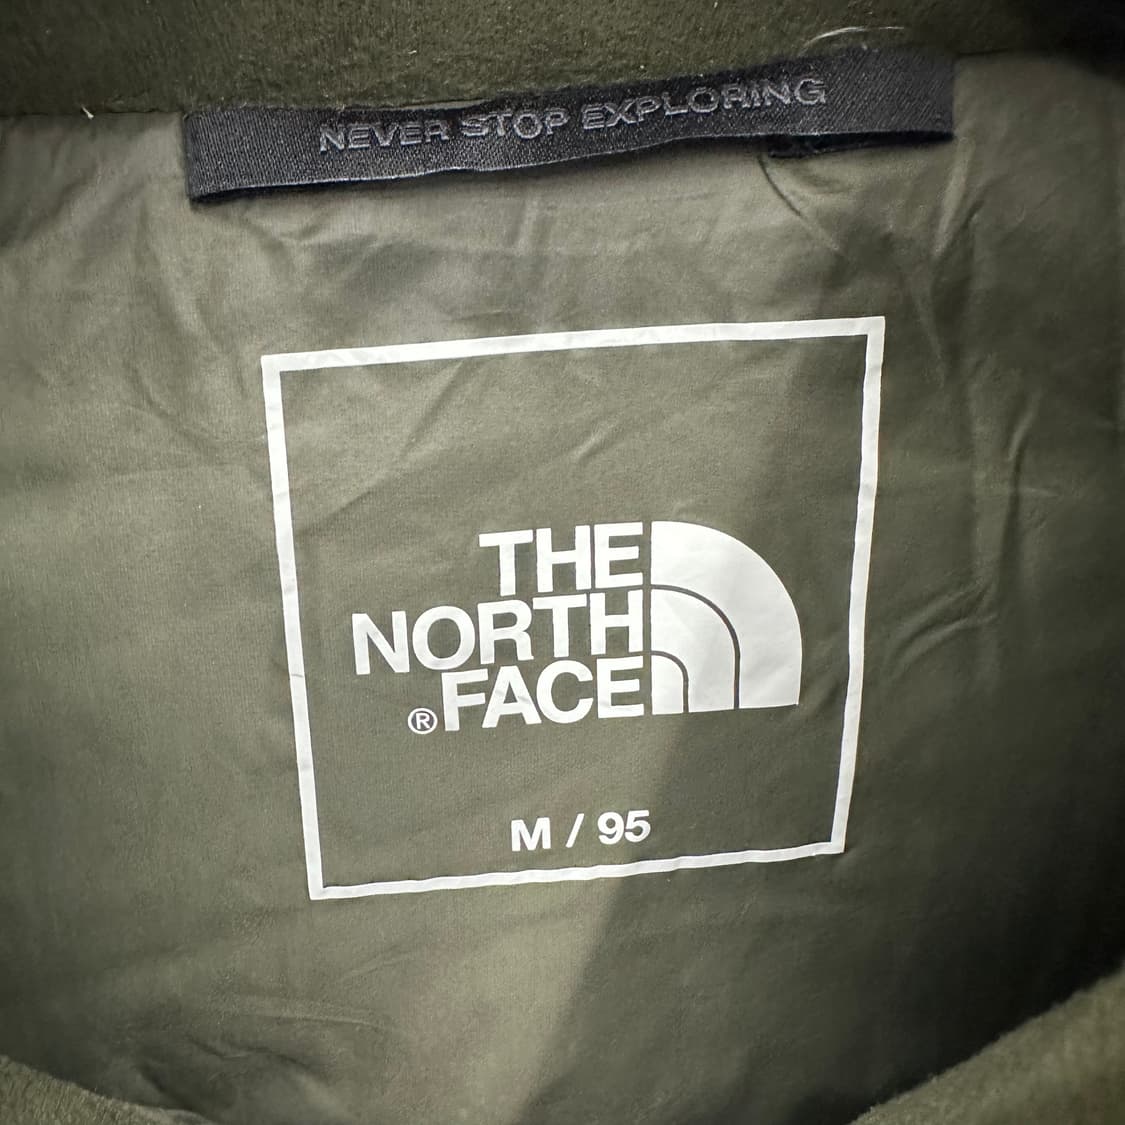 NEVER STOP EXPLORING
THE
NORTH
® FACE
M / 95